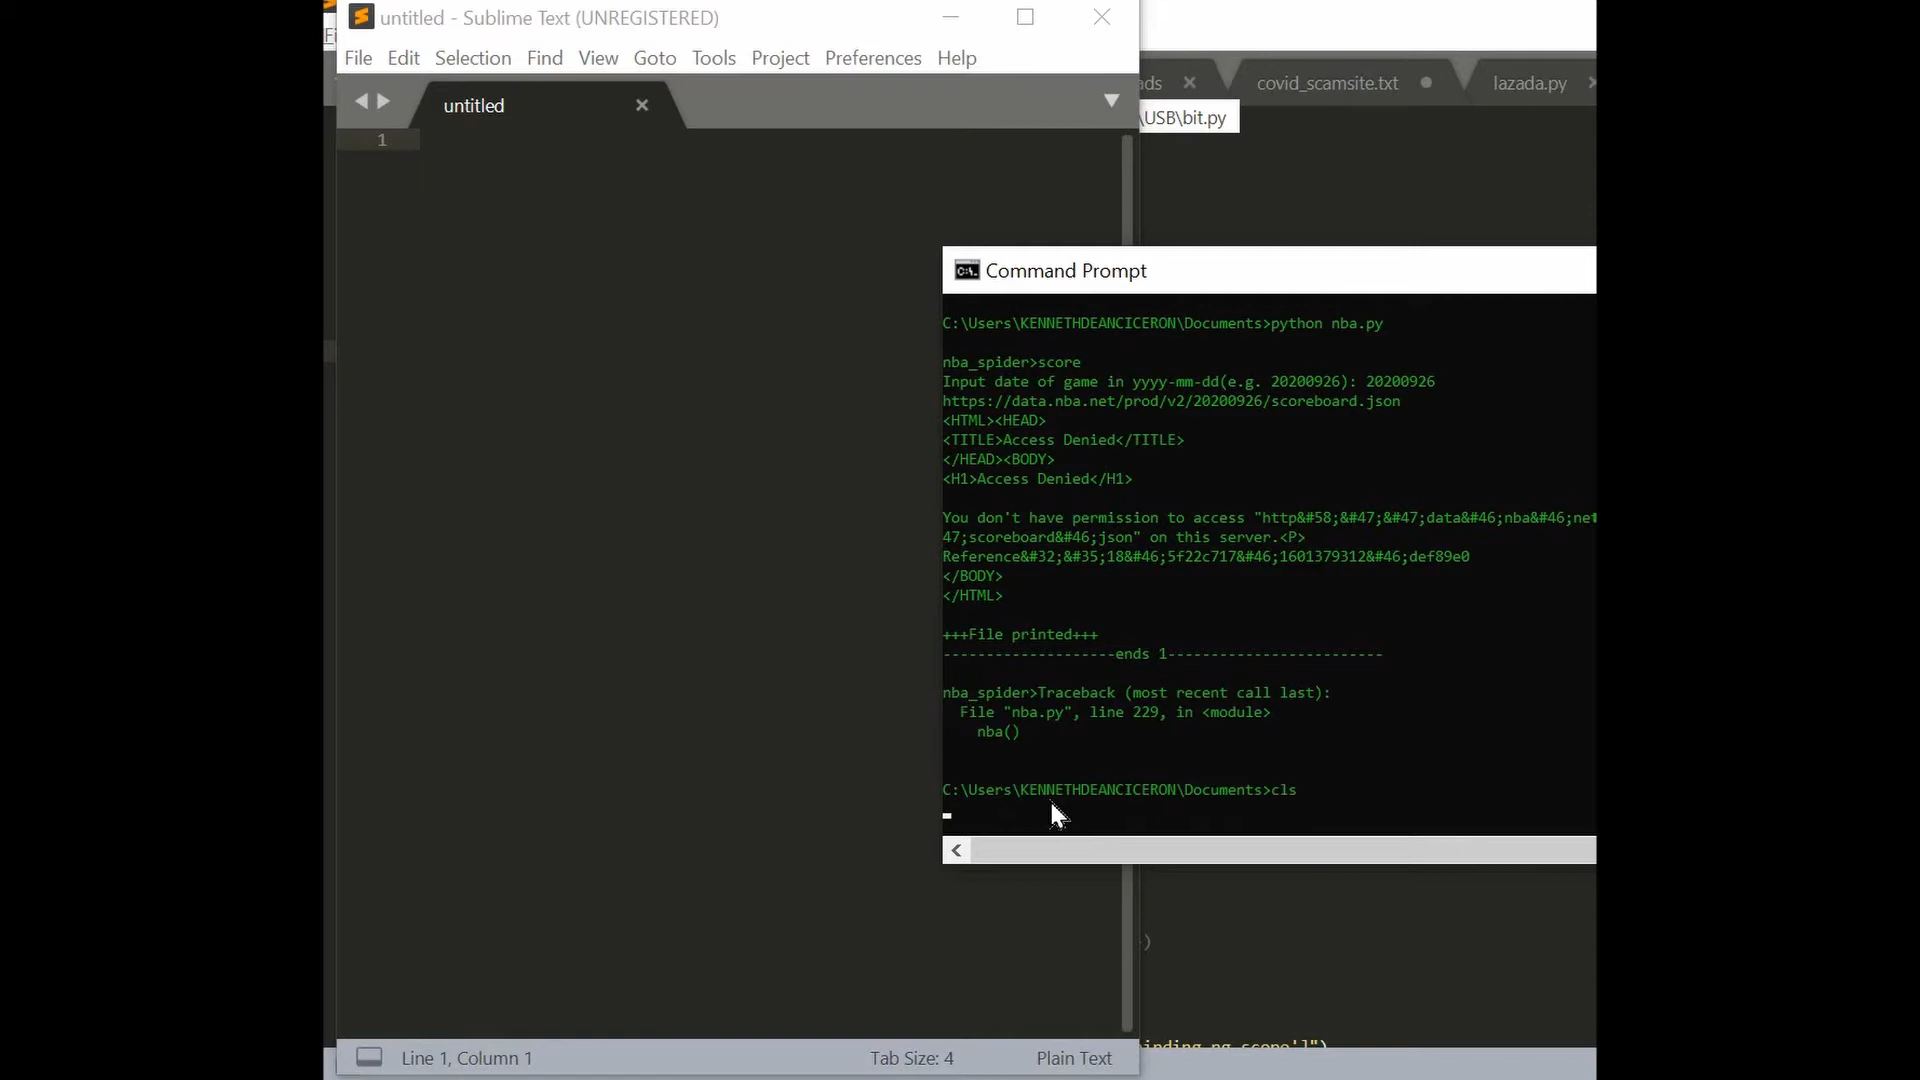 untitled - Sublime Text (UNREGISTERED)
File Edit Selection Find View Goto Tools Project Preferences Help
untitled
ads
covid_scamsite.txt
lazada.py
\USB\bit.py
1
Command Prompt
C:\Users\KENNETHDEANCICERON\Documents>python nba.py
nba_spider>score
Input date of game in yyyy-mm-dd(e.g. 20200926): 20200926
https://data.nba.net/prod/v2/20200926/scoreboard.json
<HTML><HEAD>
<TITLE>Access Denied</TITLE>
</HEAD><BODY>
<H1>Access Denied</H1>
You don't have permission to access "http&#58;&#47;&#47;data&#46;nba&#46;net
47;scoreboard&#46;json" on this server.<P>
Reference&#32;&#35;18&#46;5f22c717&#46;1601379312&#46;def89e0
</BODY>
</HTML>
+++File printed+++
--------------------ends 1-------------------------
nba_spider>Traceback (most recent call last):
File "nba.py", line 229, in <module>
nba()
C:\Users\KENNETHDEANCICERON\Documents>cls
)
inding ng scope']")
Line 1, Column 1
Tab Size: 4
Plain Text